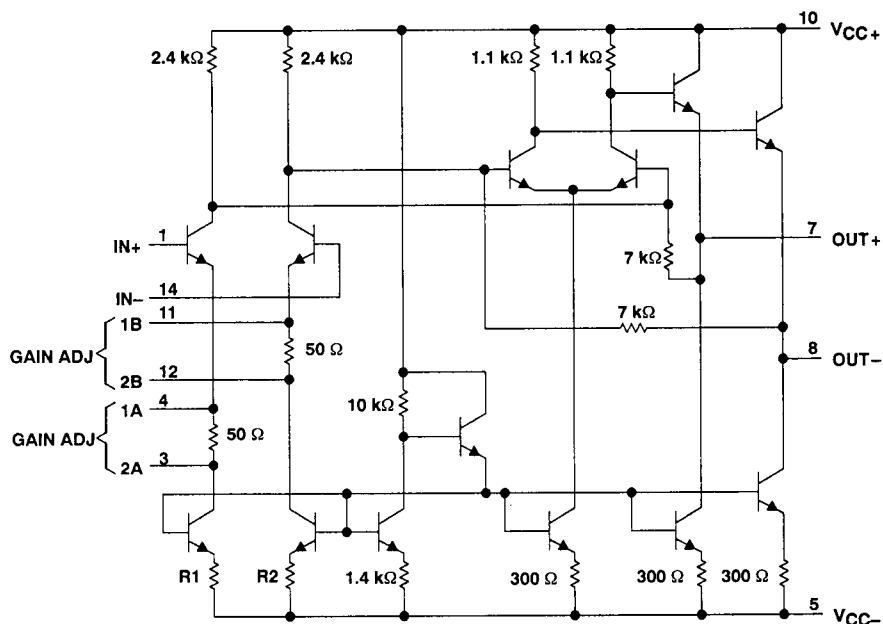 10 VCC+
2.4 kΩ 2.4 kΩ 1.1 kΩ 1.1 kΩ
IN+ 1
7 OUT+
7 kΩ
IN− 14
1B 11
7 kΩ
GAIN ADJ
50 Ω
8 OUT−
2B 12
1A 4
10 kΩ
GAIN ADJ
50 Ω
2A 3
R1 R2 1.4 kΩ 300 Ω 300 Ω 300 Ω
5 VCC−